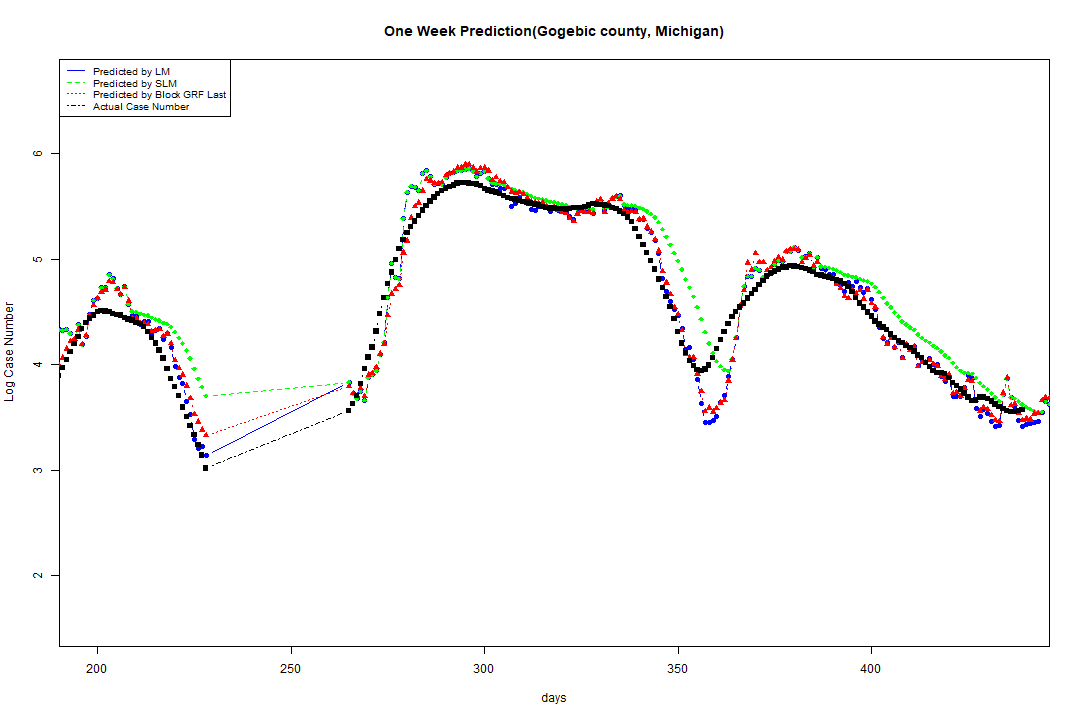 One Week Prediction(Gogebic county, Michigan)
Predicted by LM
Predicted by SLM
Predicted by Block GRF Last
Actual Case Number
6
5
4
3
2
Log Case Number
200 250 300 350 400
days